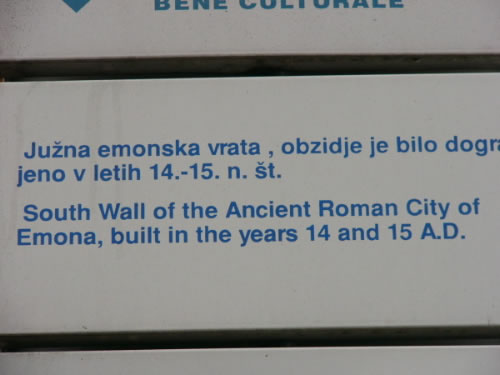 BENE CULTURALE
Južna emonska vrata , obzidje je bilo dogra
jeno v letih 14.-15. n. št.
South Wall of the Ancient Roman City of
Emona, built in the years 14 and 15 A.D.